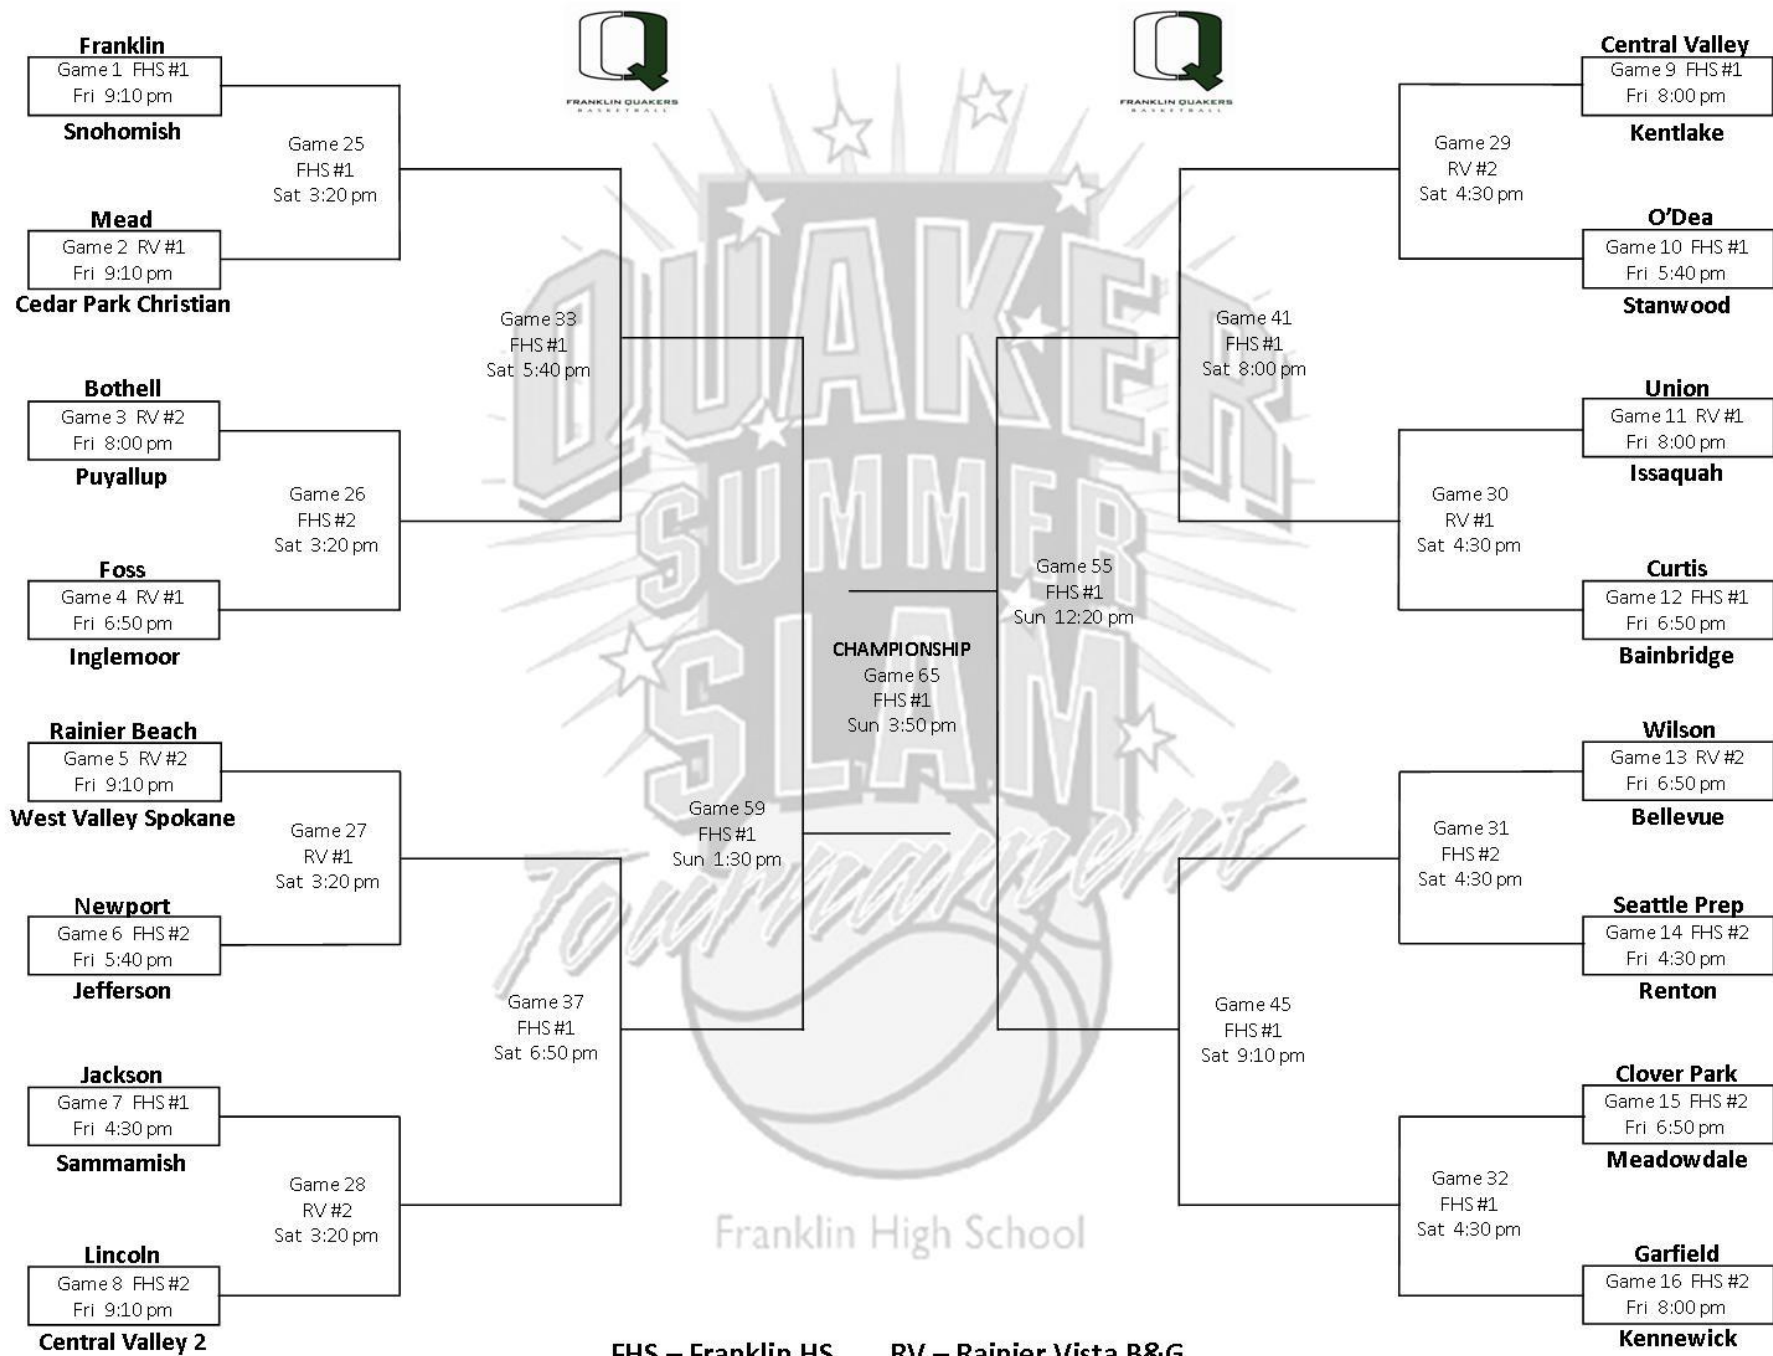 FRANKLIN QUAKERS
BASKETBALL
FRANKLIN QUAKERS
BASKETBALL
QUAKER
SUMMER
SLAM
Tournament
Franklin High School
Franklin
Game 1 FHS #1
Fri 9:10 pm
Snohomish
Game 25
FHS #1
Sat 3:20 pm
Mead
Game 2 RV #1
Fri 9:10 pm
Cedar Park Christian
Game 33
FHS #1
Sat 5:40 pm
Bothell
Game 3 RV #2
Fri 8:00 pm
Puyallup
Game 26
FHS #2
Sat 3:20 pm
Foss
Game 4 RV #1
Fri 6:50 pm
Inglemoor
Rainier Beach
Game 5 RV #2
Fri 9:10 pm
West Valley Spokane
Game 27
RV #1
Sat 3:20 pm
Newport
Game 6 FHS #2
Fri 5:40 pm
Jefferson
Game 37
FHS #1
Sat 6:50 pm
Jackson
Game 7 FHS #1
Fri 4:30 pm
Sammamish
Game 28
RV #2
Sat 3:20 pm
Lincoln
Game 8 FHS #2
Fri 9:10 pm
Central Valley 2
Game 59
FHS #1
Sun 1:30 pm
CHAMPIONSHIP
Game 65
FHS #1
Sun 3:50 pm
Game 55
FHS #1
Sun 12:20 pm
Central Valley
Game 9 FHS #1
Fri 8:00 pm
Kentlake
Game 29
RV #2
Sat 4:30 pm
O'Dea
Game 10 FHS #1
Fri 5:40 pm
Stanwood
Game 41
FHS #1
Sat 8:00 pm
Union
Game 11 RV #1
Fri 8:00 pm
Issaquah
Game 30
RV #1
Sat 4:30 pm
Curtis
Game 12 FHS #1
Fri 6:50 pm
Bainbridge
Wilson
Game 13 RV #2
Fri 6:50 pm
Bellevue
Game 31
FHS #2
Sat 4:30 pm
Seattle Prep
Game 14 FHS #2
Fri 4:30 pm
Renton
Game 45
FHS #1
Sat 9:10 pm
Clover Park
Game 15 FHS #2
Fri 6:50 pm
Meadowdale
Game 32
FHS #1
Sat 4:30 pm
Garfield
Game 16 FHS #2
Fri 8:00 pm
Kennewick
FHS – Franklin HS RV – Rainier Vista B&G